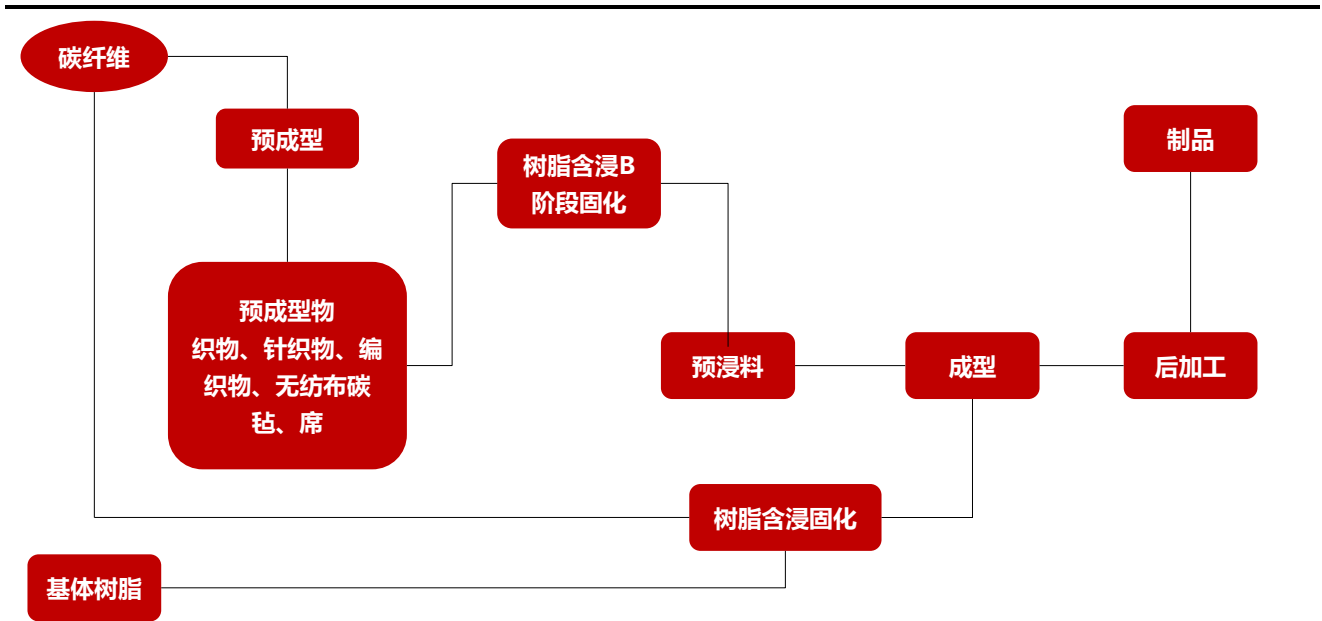 碳纤维
预成型
制品
树脂含浸B
阶段固化
预成型物
织物、针织物、编
织物、无纺布碳
毡、席
预浸料
成型
后加工
树脂含浸固化
基体树脂